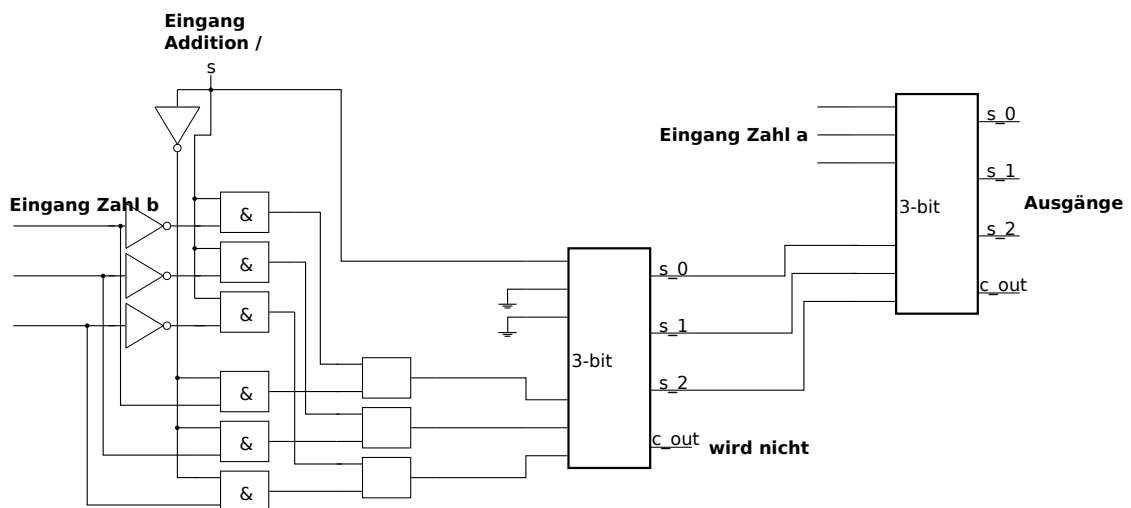 Eingang
Addition /
s
Eingang Zahl b
&
&
&
&
&
&
3-bit
s_0
s_1
s_2
c_out
wird nicht
Eingang Zahl a
3-bit
s_0
s_1
s_2
c_out
Ausgänge